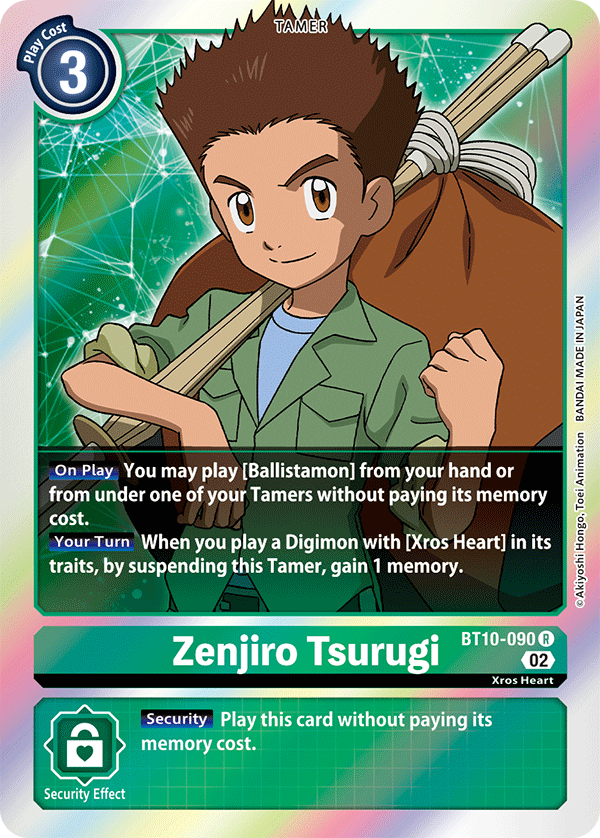 TAMER
Play Cost
3
On Play You may play [Ballistamon] from your hand or
from under one of your Tamers without paying its memory
cost.
Your Turn When you play a Digimon with [Xros Heart] in its
traits, by suspending this Tamer, gain 1 memory.
©Akiyoshi Hongo, Toei Animation BANDAI MADE IN JAPAN
Zenjiro Tsurugi
BT10-090 R
02
Xros Heart
Security Play this card without paying its
memory cost.
Security Effect